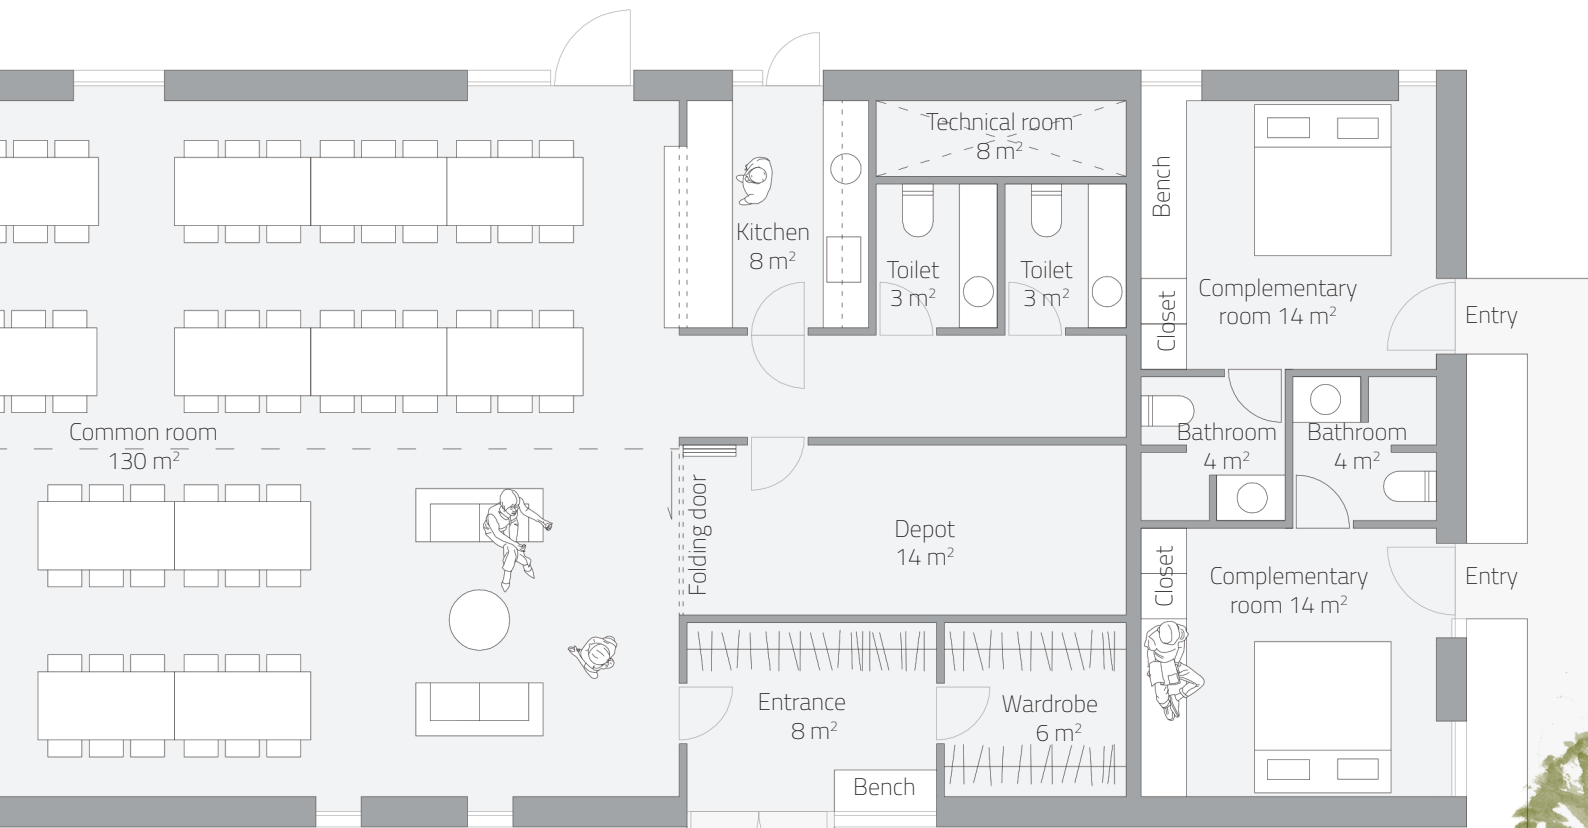 Technical room
8 m²
Bench
Kitchen
8 m²
Toilet
3 m²
Toilet
3 m²
Closet
Complementary
room 14 m²
Entry
Common room
130 m²
Bathroom
4 m²
Bathroom
4 m²
Folding door
Depot
14 m²
Closet
Complementary
room 14 m²
Entry
Entrance
8 m²
Wardrobe
6 m²
Bench